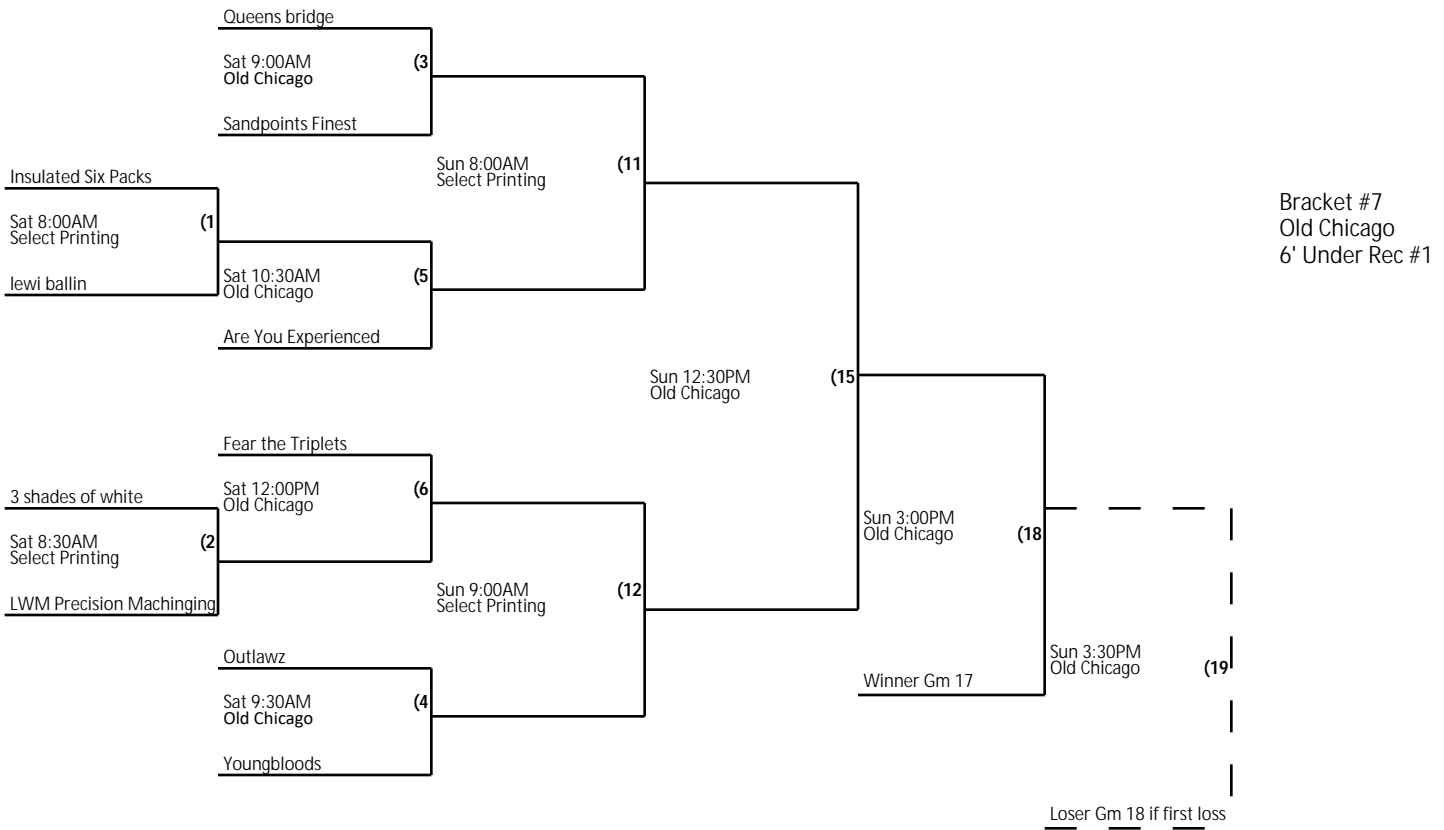 Queens bridge
Sat 9:00AM
Old Chicago
(3
Sandpoints Finest
Insulated Six Packs
Sat 8:00AM
Select Printing
(1
lewi ballin
Sat 10:30AM
Old Chicago
(5
Are You Experienced
Sun 8:00AM
Select Printing
(11
Bracket #7
Old Chicago
6' Under Rec #1
Sun 12:30PM
Old Chicago
(15
Fear the Triplets
Sat 12:00PM
Old Chicago
(6
3 shades of white
Sat 8:30AM
Select Printing
(2
LWM Precision Machinging
Sun 9:00AM
Select Printing
(12
Outlawz
Sat 9:30AM
Old Chicago
(4
Youngbloods
Sun 3:00PM
Old Chicago
(18
Winner Gm 17
Sun 3:30PM
Old Chicago
(19
Loser Gm 18 if first loss